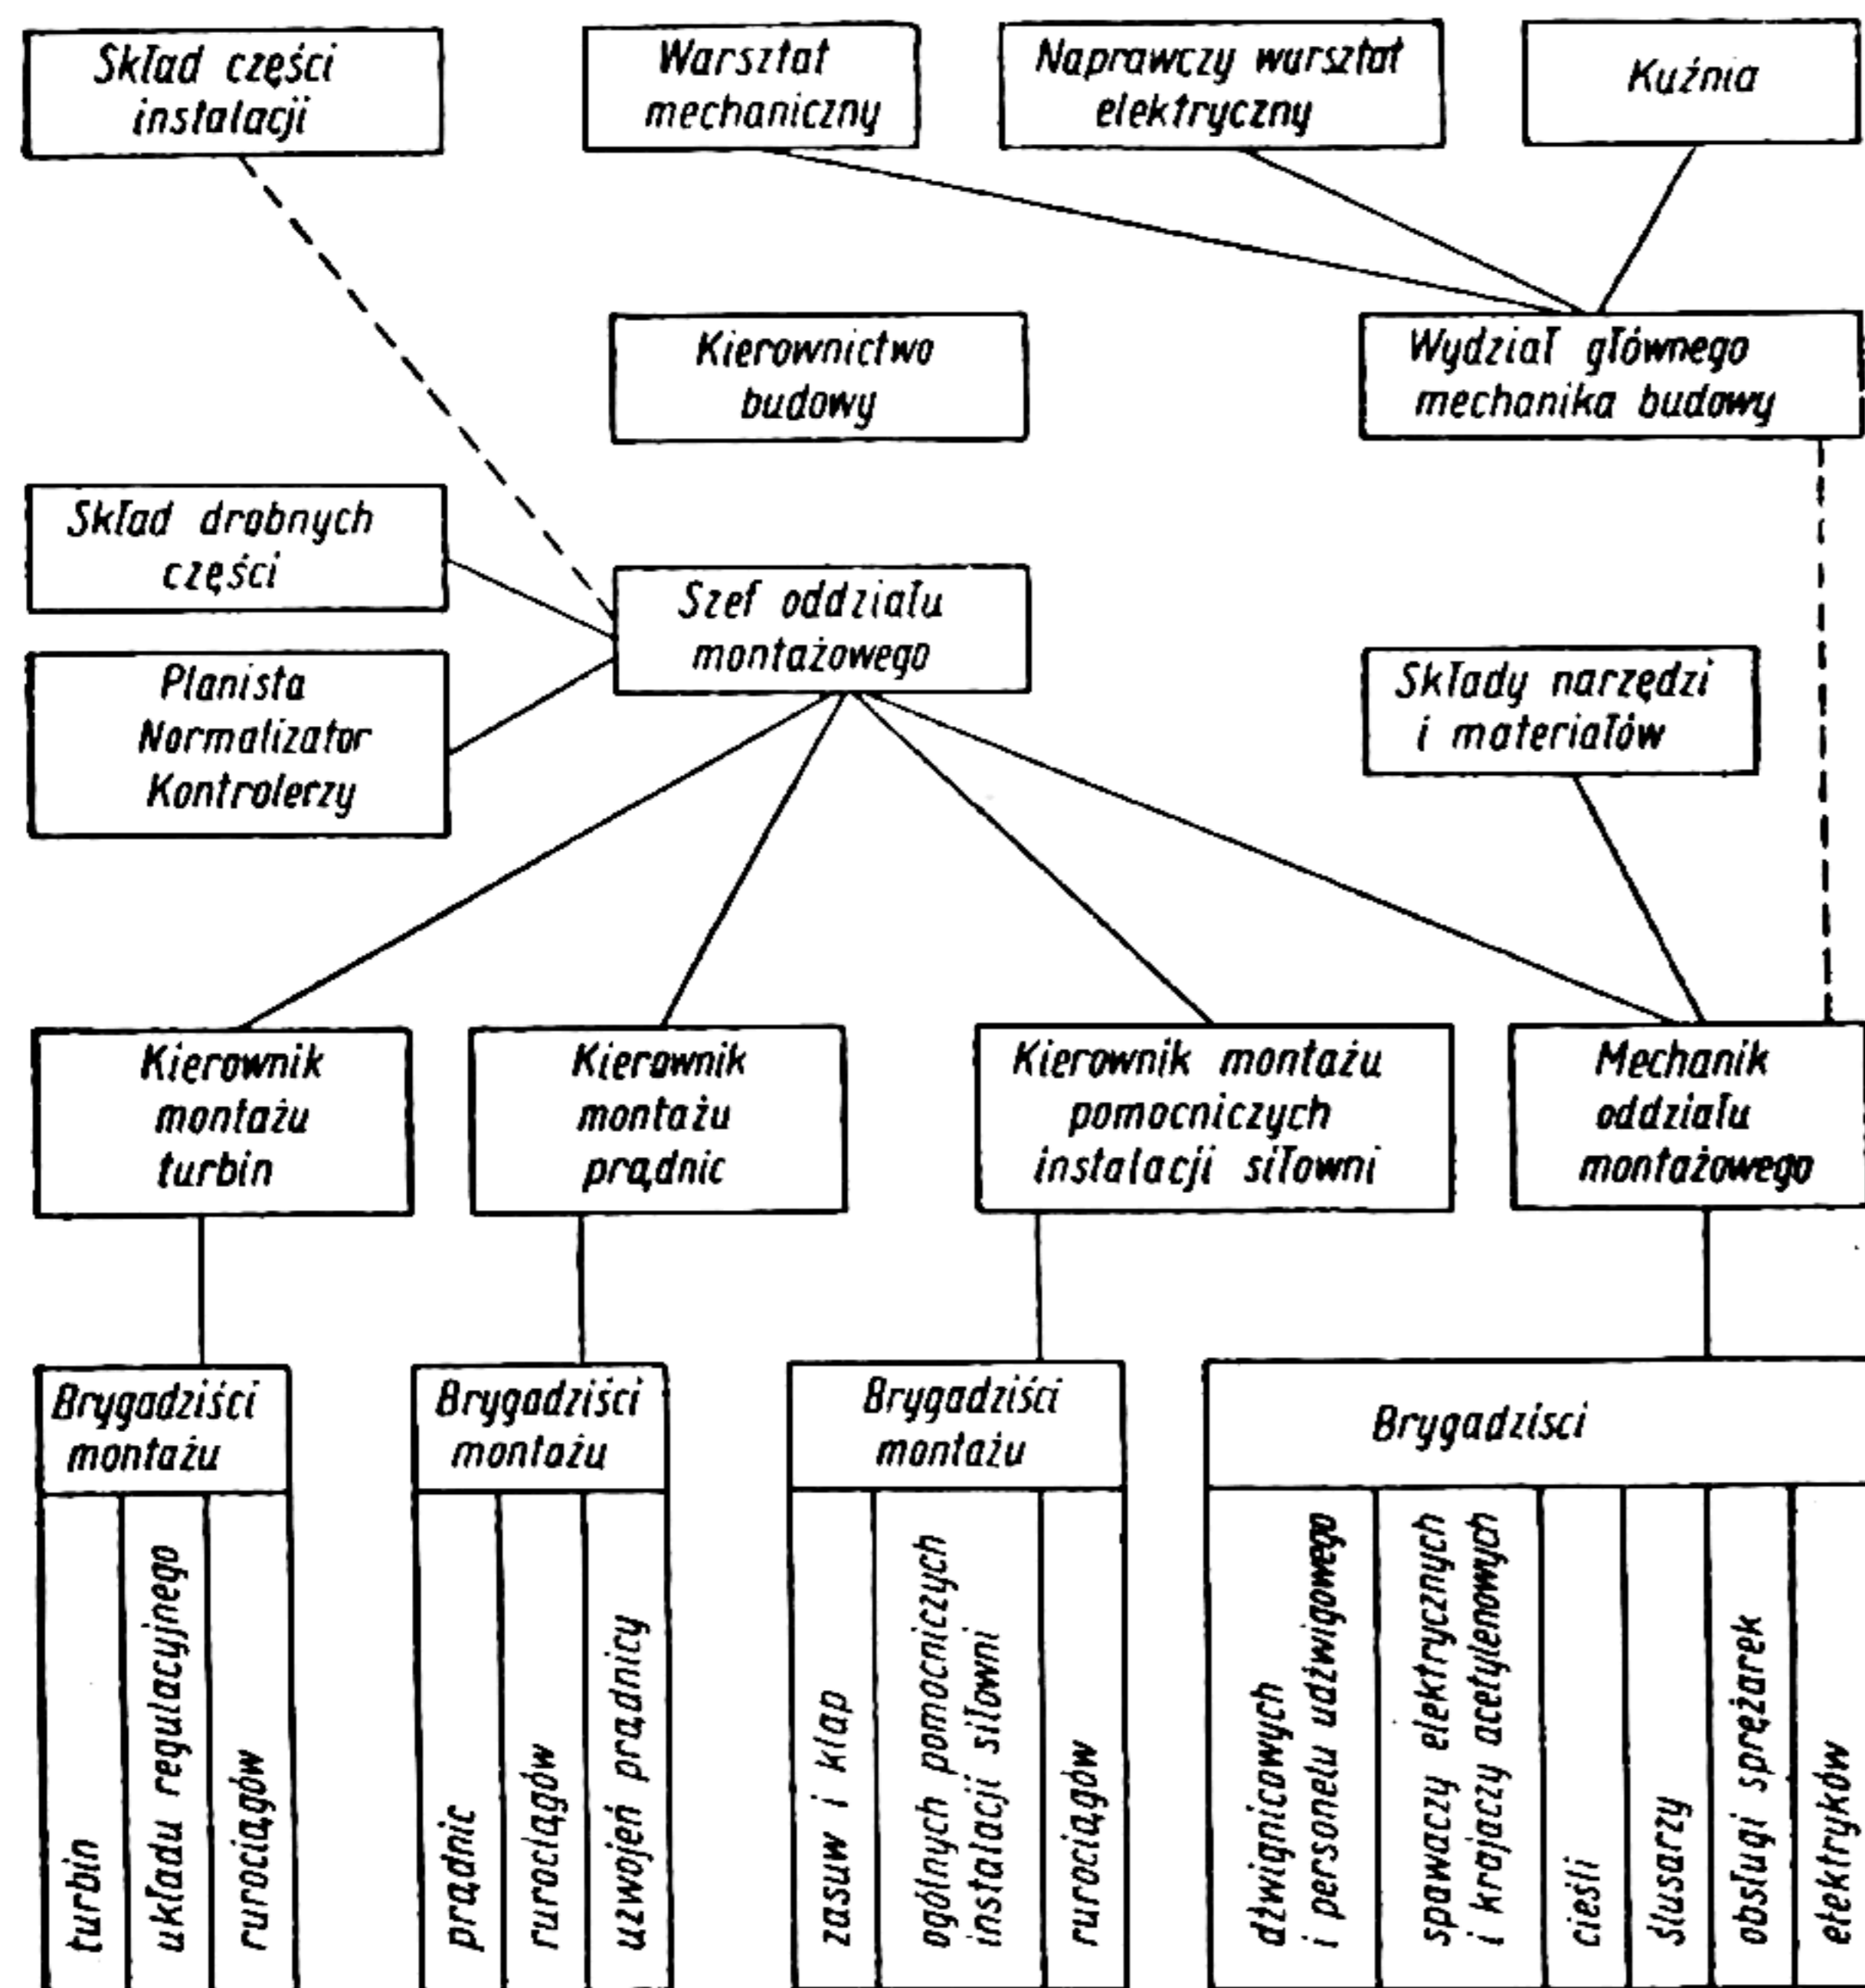 Skład części
instalacji
Warsztat
mechaniczny
Naprawczy warsztat
elektryczny
Kuźnia
Kierownictwo
budowy
Wydział głównego
mechanika budowy
Skład drobnych
części
Szef oddziału
montażowego
Planista
Normalizator
Kontrolerzy
Składy narzędzi
i materiałów
Kierownik
montażu
turbin
Kierownik
montażu
prądnic
Kierownik montażu
pomocniczych
instalacji siłowni
Mechanik
oddziału
montażowego
Brygadziści
montażu
turbin
układu regulacyjnego
rurociągów
Brygadziści
montażu
prądnic
rurociągów
uzwojeń prądnicy
Brygadziści
montażu
zasuw i klap
ogólnych pomocniczych
instalacji siłowni
rurociągów
Brygadzisci
dźwignicowych
i personelu udźwigowego
spawaczy elektrycznych
i krajaczy acetylenowych
cieśli
ślusarzy
obsługi sprężarek
elektryków